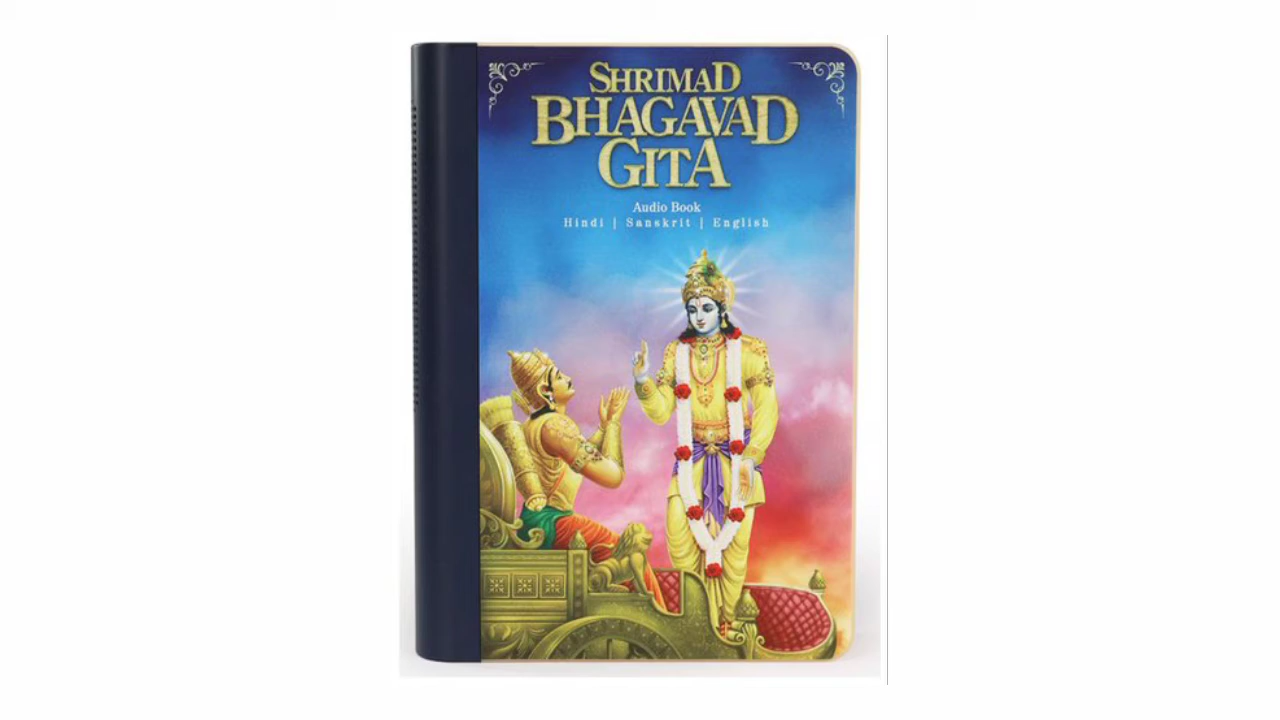 SHRIMAD
BHAGAVAD
GITA
Audio Book
Hindi | Sanskrit | English